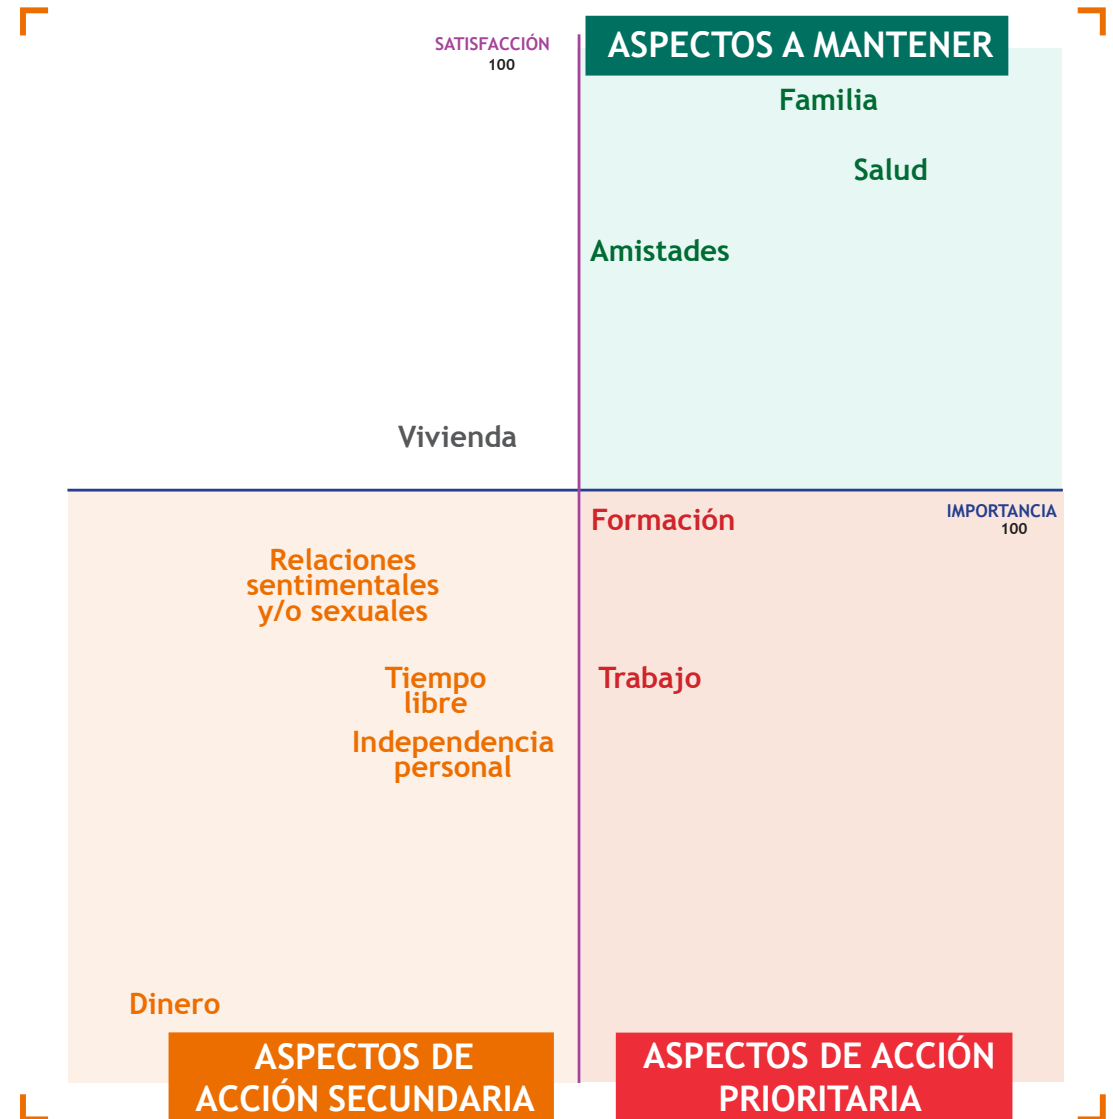 SATISFACCIÓN
100
ASPECTOS A MANTENER
Familia
Salud
Amistades
Vivienda
Formación
IMPORTANCIA
100
Relaciones
sentimentales
y/o sexuales
Tiempo
libre
Trabajo
Independencia
personal
Dinero
ASPECTOS DE
ACCIÓN SECUNDARIA
ASPECTOS DE ACCIÓN
PRIORITARIA